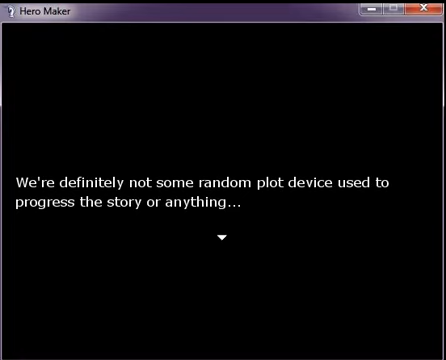 Hero Maker
We're definitely not some random plot device used to
progress the story or anything...